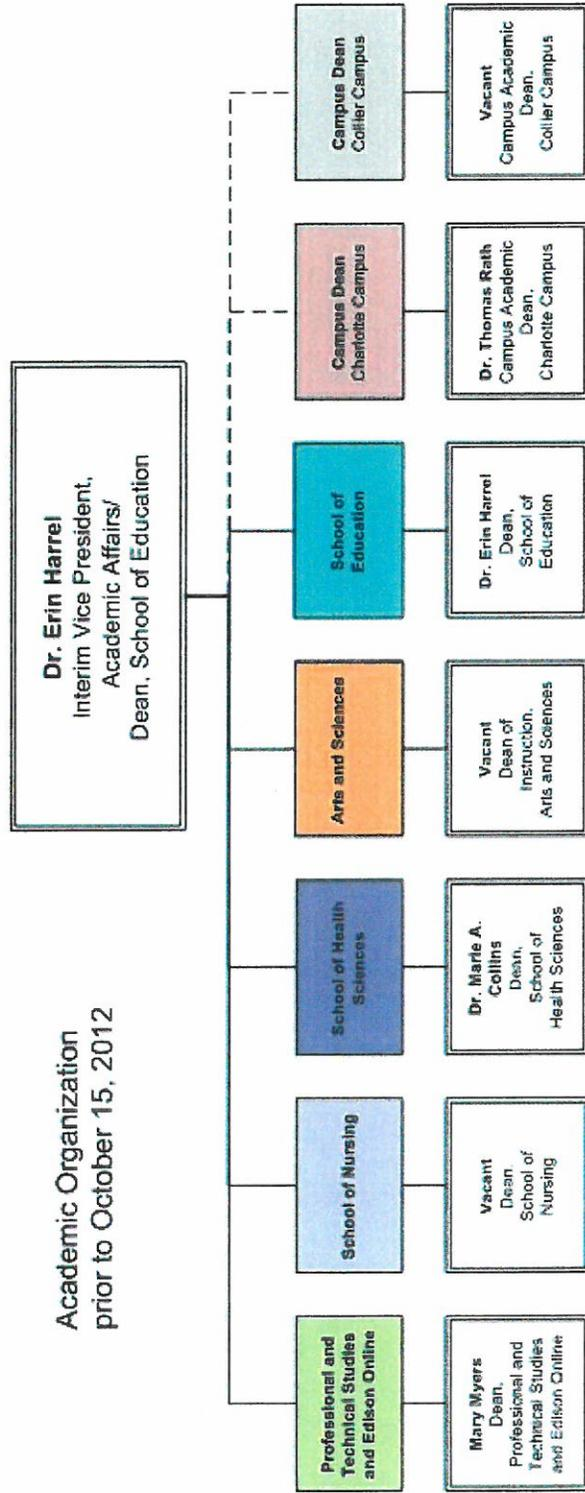 Academic Organization
prior to October 15, 2012
Dr. Erin Harrel
Interim Vice President,
Academic Affairs/
Dean, School of Education
Professional and
Technical Studies
and Edison Online
School of Nursing
School of Health
Sciences
Arts and Sciences
School of
Education
Campus Dean
Charlotte Campus
Campus Dean
Collier Campus
Mary Myers
Dean,
Professional and
Technical Studies
and Edison Online
Vacant
Dean.
School of
Nursing
Dr. Marie A.
Collins
Dean,
School of
Health Sciences
Vacant
Dean of
Instruction.
Arts and Sciences
Dr. Erin Harrel
Dean,
School of
Education
Dr. Thomas Rath
Campus Academic
Dean,
Charlotte Campus
Vacant
Campus Academic
Dean.
Collier Campus